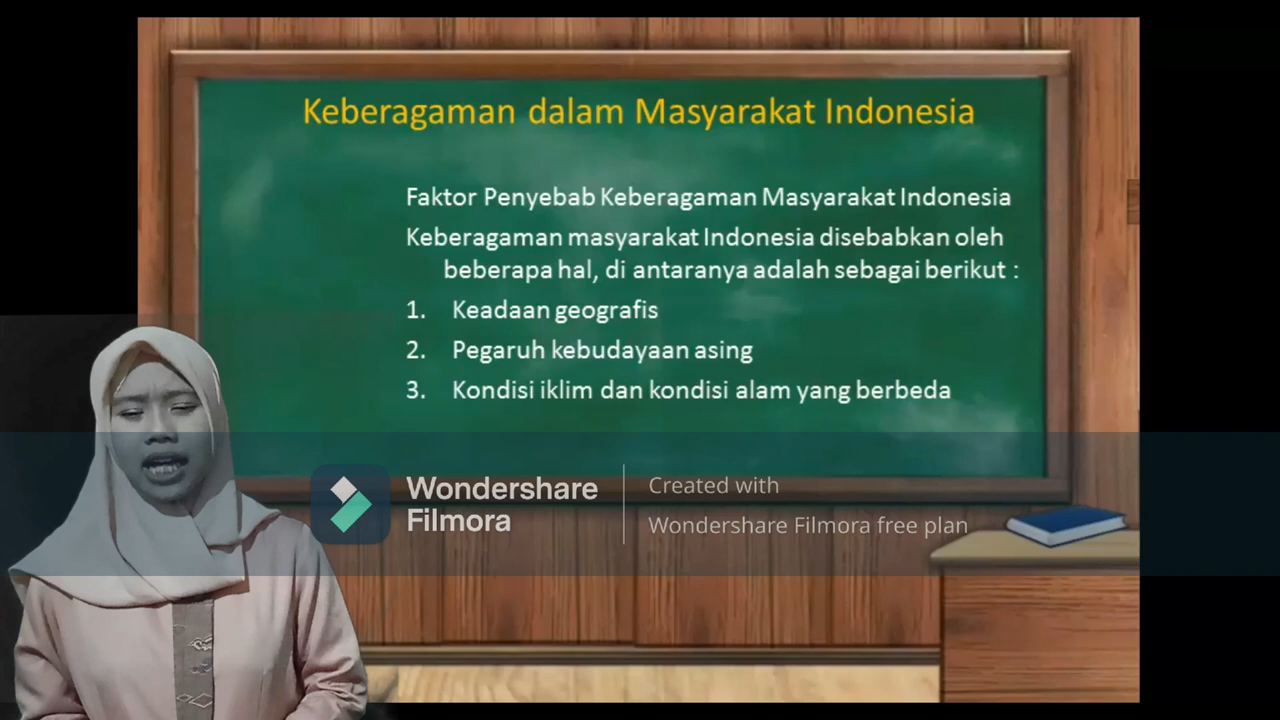 Keberagaman dalam Masyarakat Indonesia
Faktor Penyebab Keberagaman Masyarakat Indonesia
Keberagaman masyarakat Indonesia disebabkan oleh
beberapa hal, di antaranya adalah sebagai berikut :
1. Keadaan geografis
2. Pegaruh kebudayaan asing
3. Kondisi iklim dan kondisi alam yang berbeda
Wondershare
Filmora
Created with
Wondershare Filmora free plan